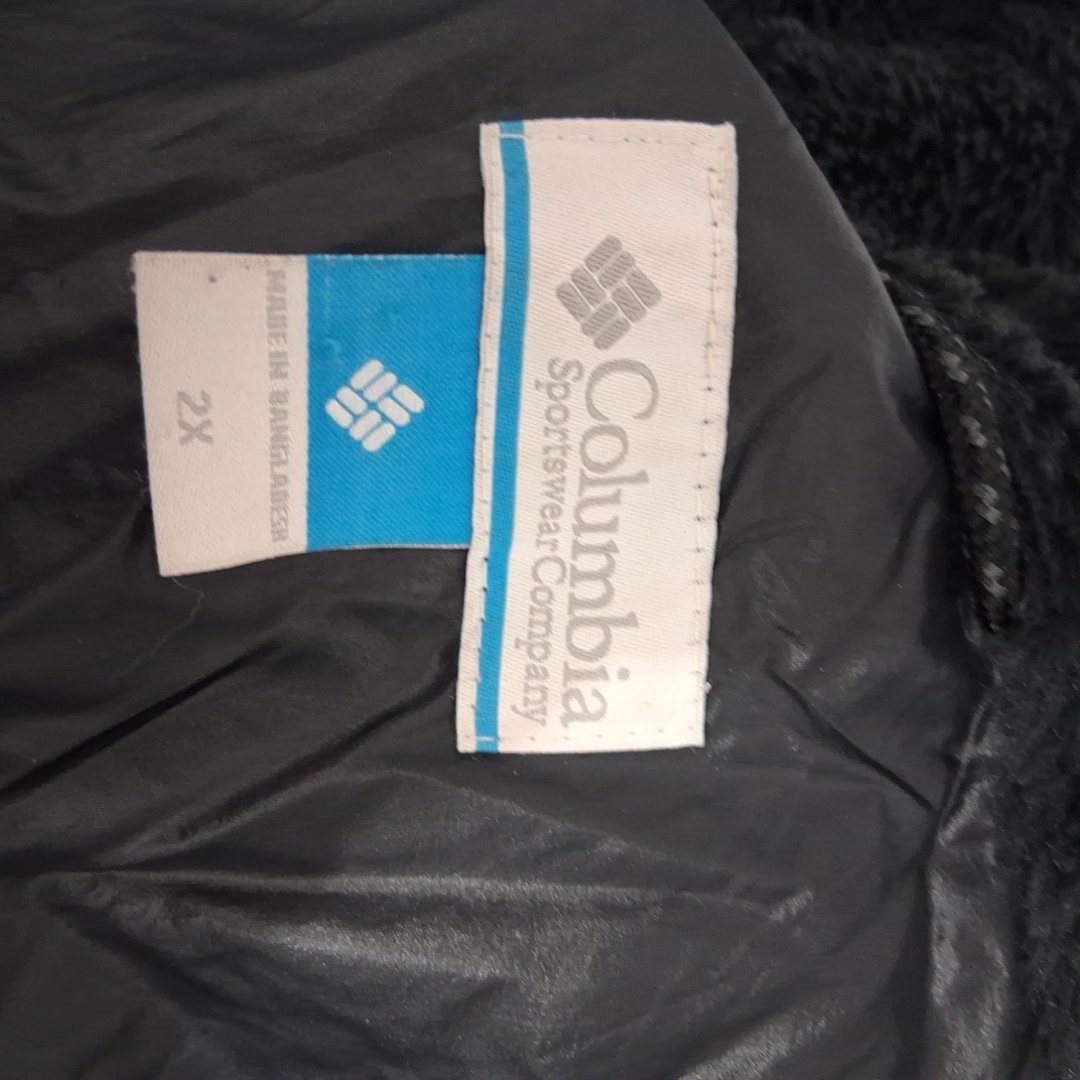 Columbia
Sportswear Company
MADE IN BANGLADESH
2X